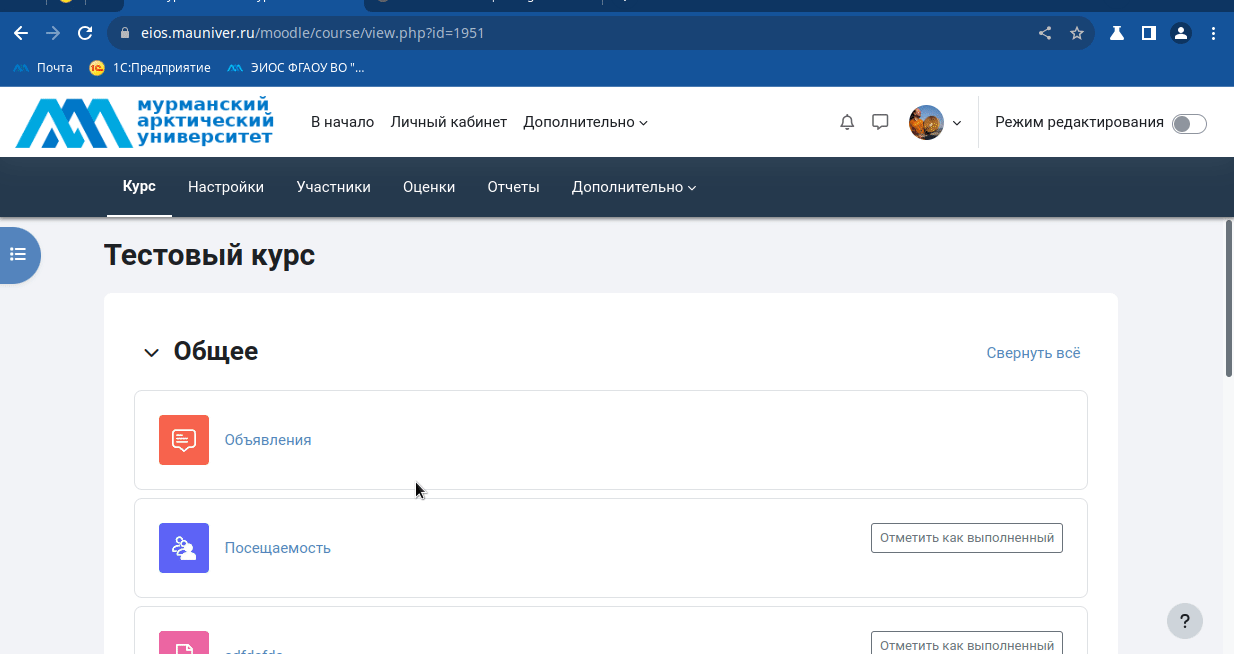 eios.mauniver.ru/moodle/course/view.php?id=1951
Почта 1С:Предприятие ЭИОС ФГАОУ ВО "...
мурманский
арктический
университет
В начало Личный кабинет Дополнительно
Режим редактирования
Курс Настройки Участники Оценки Отчеты Дополнительно
Тестовый курс
Общее
Свернуть всё
Объявления
Посещаемость
Отметить как выполненный
Отметить как выполненный
?